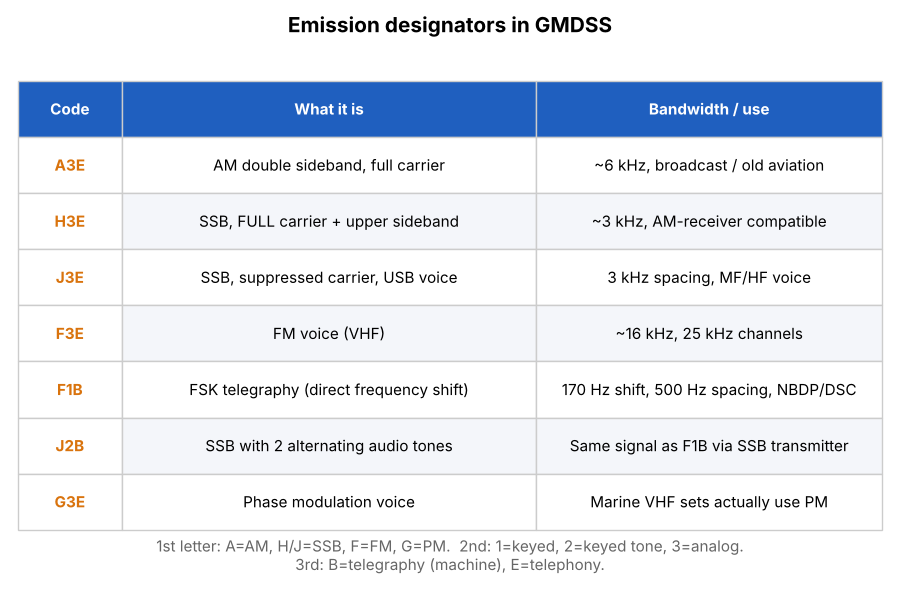 Emission designators in GMDSS
Code What it is Bandwidth / use
A3E AM double sideband, full carrier ~6 kHz, broadcast / old aviation
H3E SSB, FULL carrier + upper sideband ~3 kHz, AM-receiver compatible
J3E SSB, suppressed carrier, USB voice 3 kHz spacing, MF/HF voice
F3E FM voice (VHF) ~16 kHz, 25 kHz channels
F1B FSK telegraphy (direct frequency shift) 170 Hz shift, 500 Hz spacing, NBDP/DSC
J2B SSB with 2 alternating audio tones Same signal as F1B via SSB transmitter
G3E Phase modulation voice Marine VHF sets actually use PM
1st letter: A=AM, H/J=SSB, F=FM, G=PM. 2nd: 1=keyed, 2=keyed tone, 3=analog.
3rd: B=telegraphy (machine), E=telephony.